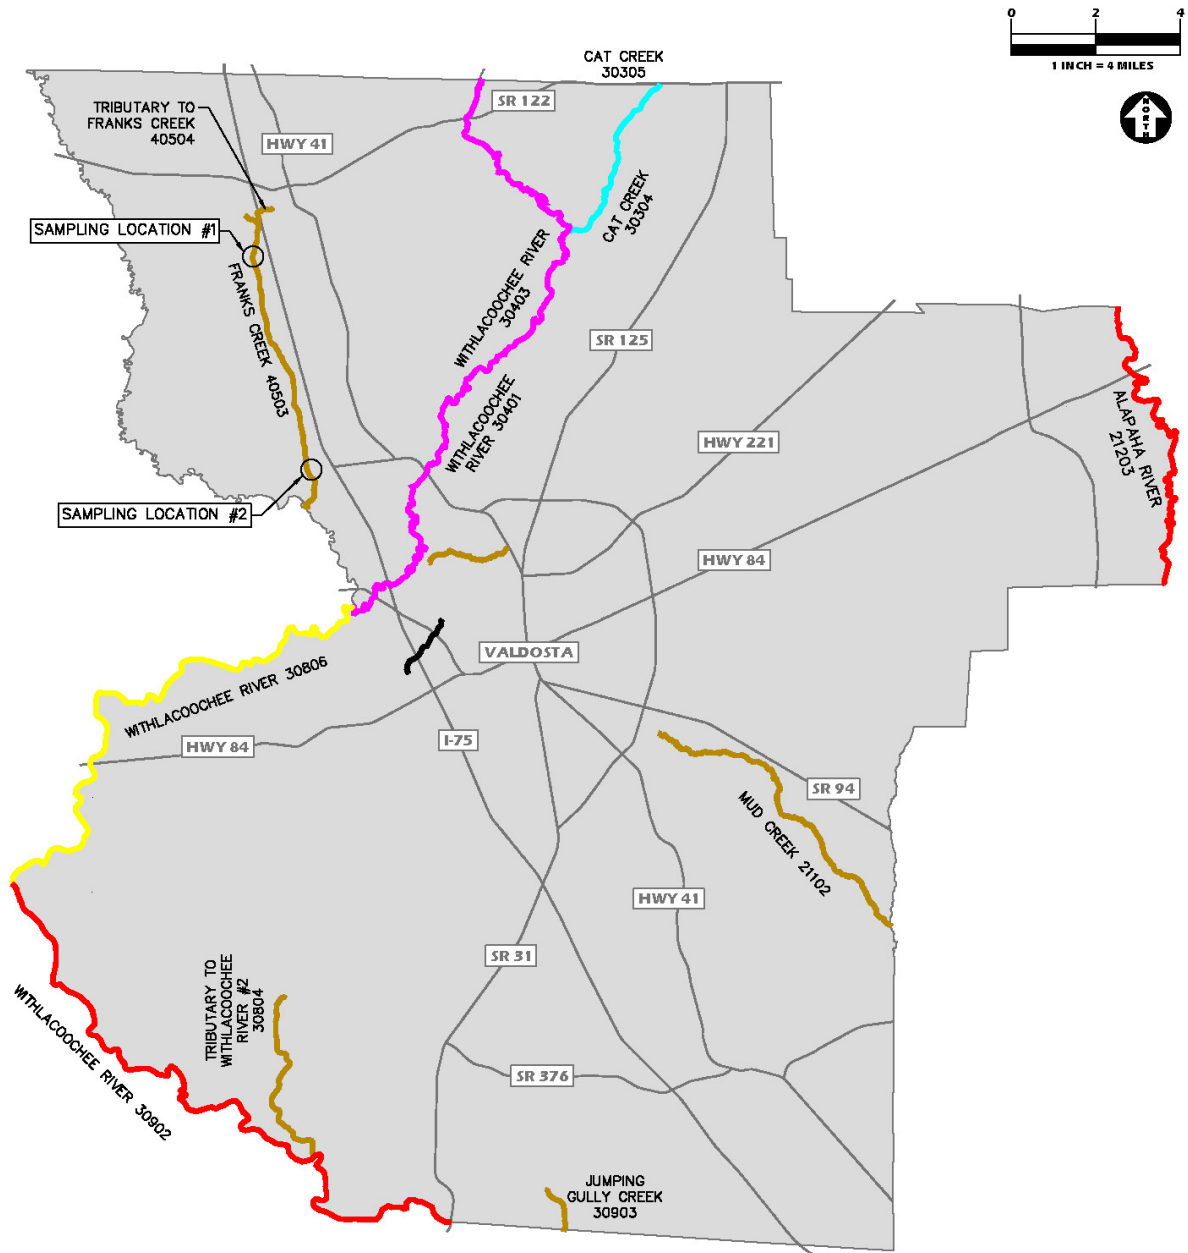 0 2 4
1 INCH = 4 MILES
NORTH
CAT CREEK
30305
SR 122
TRIBUTARY TO
FRANKS CREEK
40504
HWY 41
SAMPLING LOCATION #1
CAT CREEK
30304
FRANKS CREEK 40503
WITHLACOOCHEE RIVER
30403
SR 125
WITHLACOOCHEE
RIVER 30401
HWY 221
ALAPAHA RIVER
21203
SAMPLING LOCATION #2
HWY 84
VALDOSTA
WITHLACOOCHEE RIVER 30806
HWY 84
I-75
SR 94
MUD CREEK 21102
HWY 41
SR 31
TRIBUTARY TO
WITHLACOOCHEE
RIVER #2
30804
WITHLACOOCHEE RIVER 30902
SR 376
JUMPING
GULLY CREEK
30903